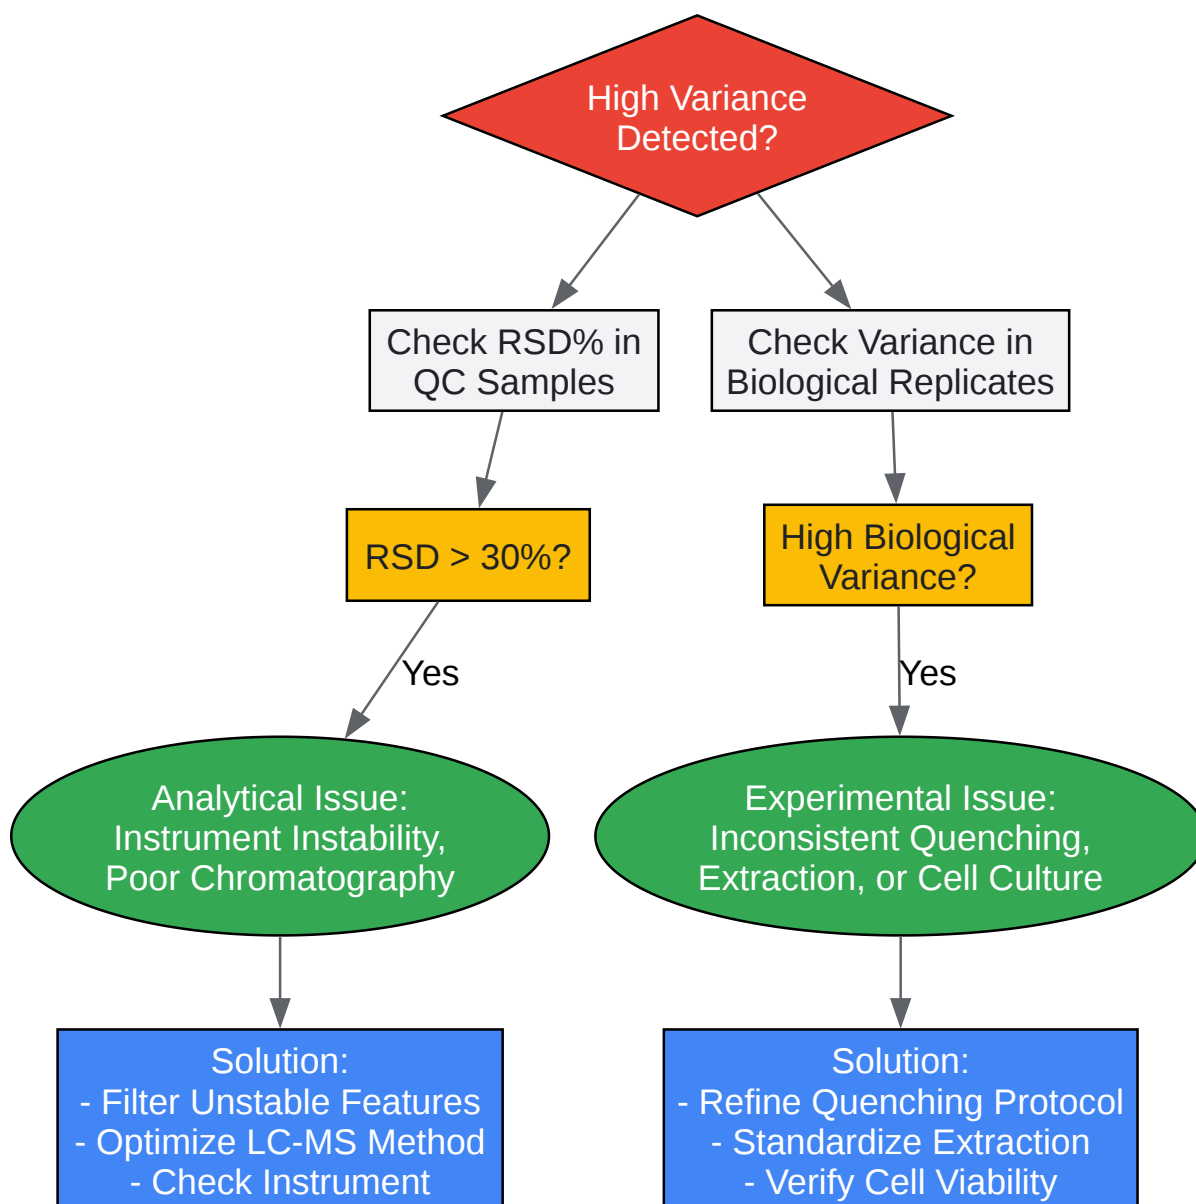 High Variance
Detected?
Check RSD% in
QC Samples
Check Variance in
Biological Replicates
RSD > 30%?
High Biological
Variance?
Yes
Yes
Analytical Issue:
Instrument Instability,
Poor Chromatography
Experimental Issue:
Inconsistent Quenching,
Extraction, or Cell Culture
Solution:
- Filter Unstable Features
- Optimize LC-MS Method
- Check Instrument
Solution:
- Refine Quenching Protocol
- Standardize Extraction
- Verify Cell Viability